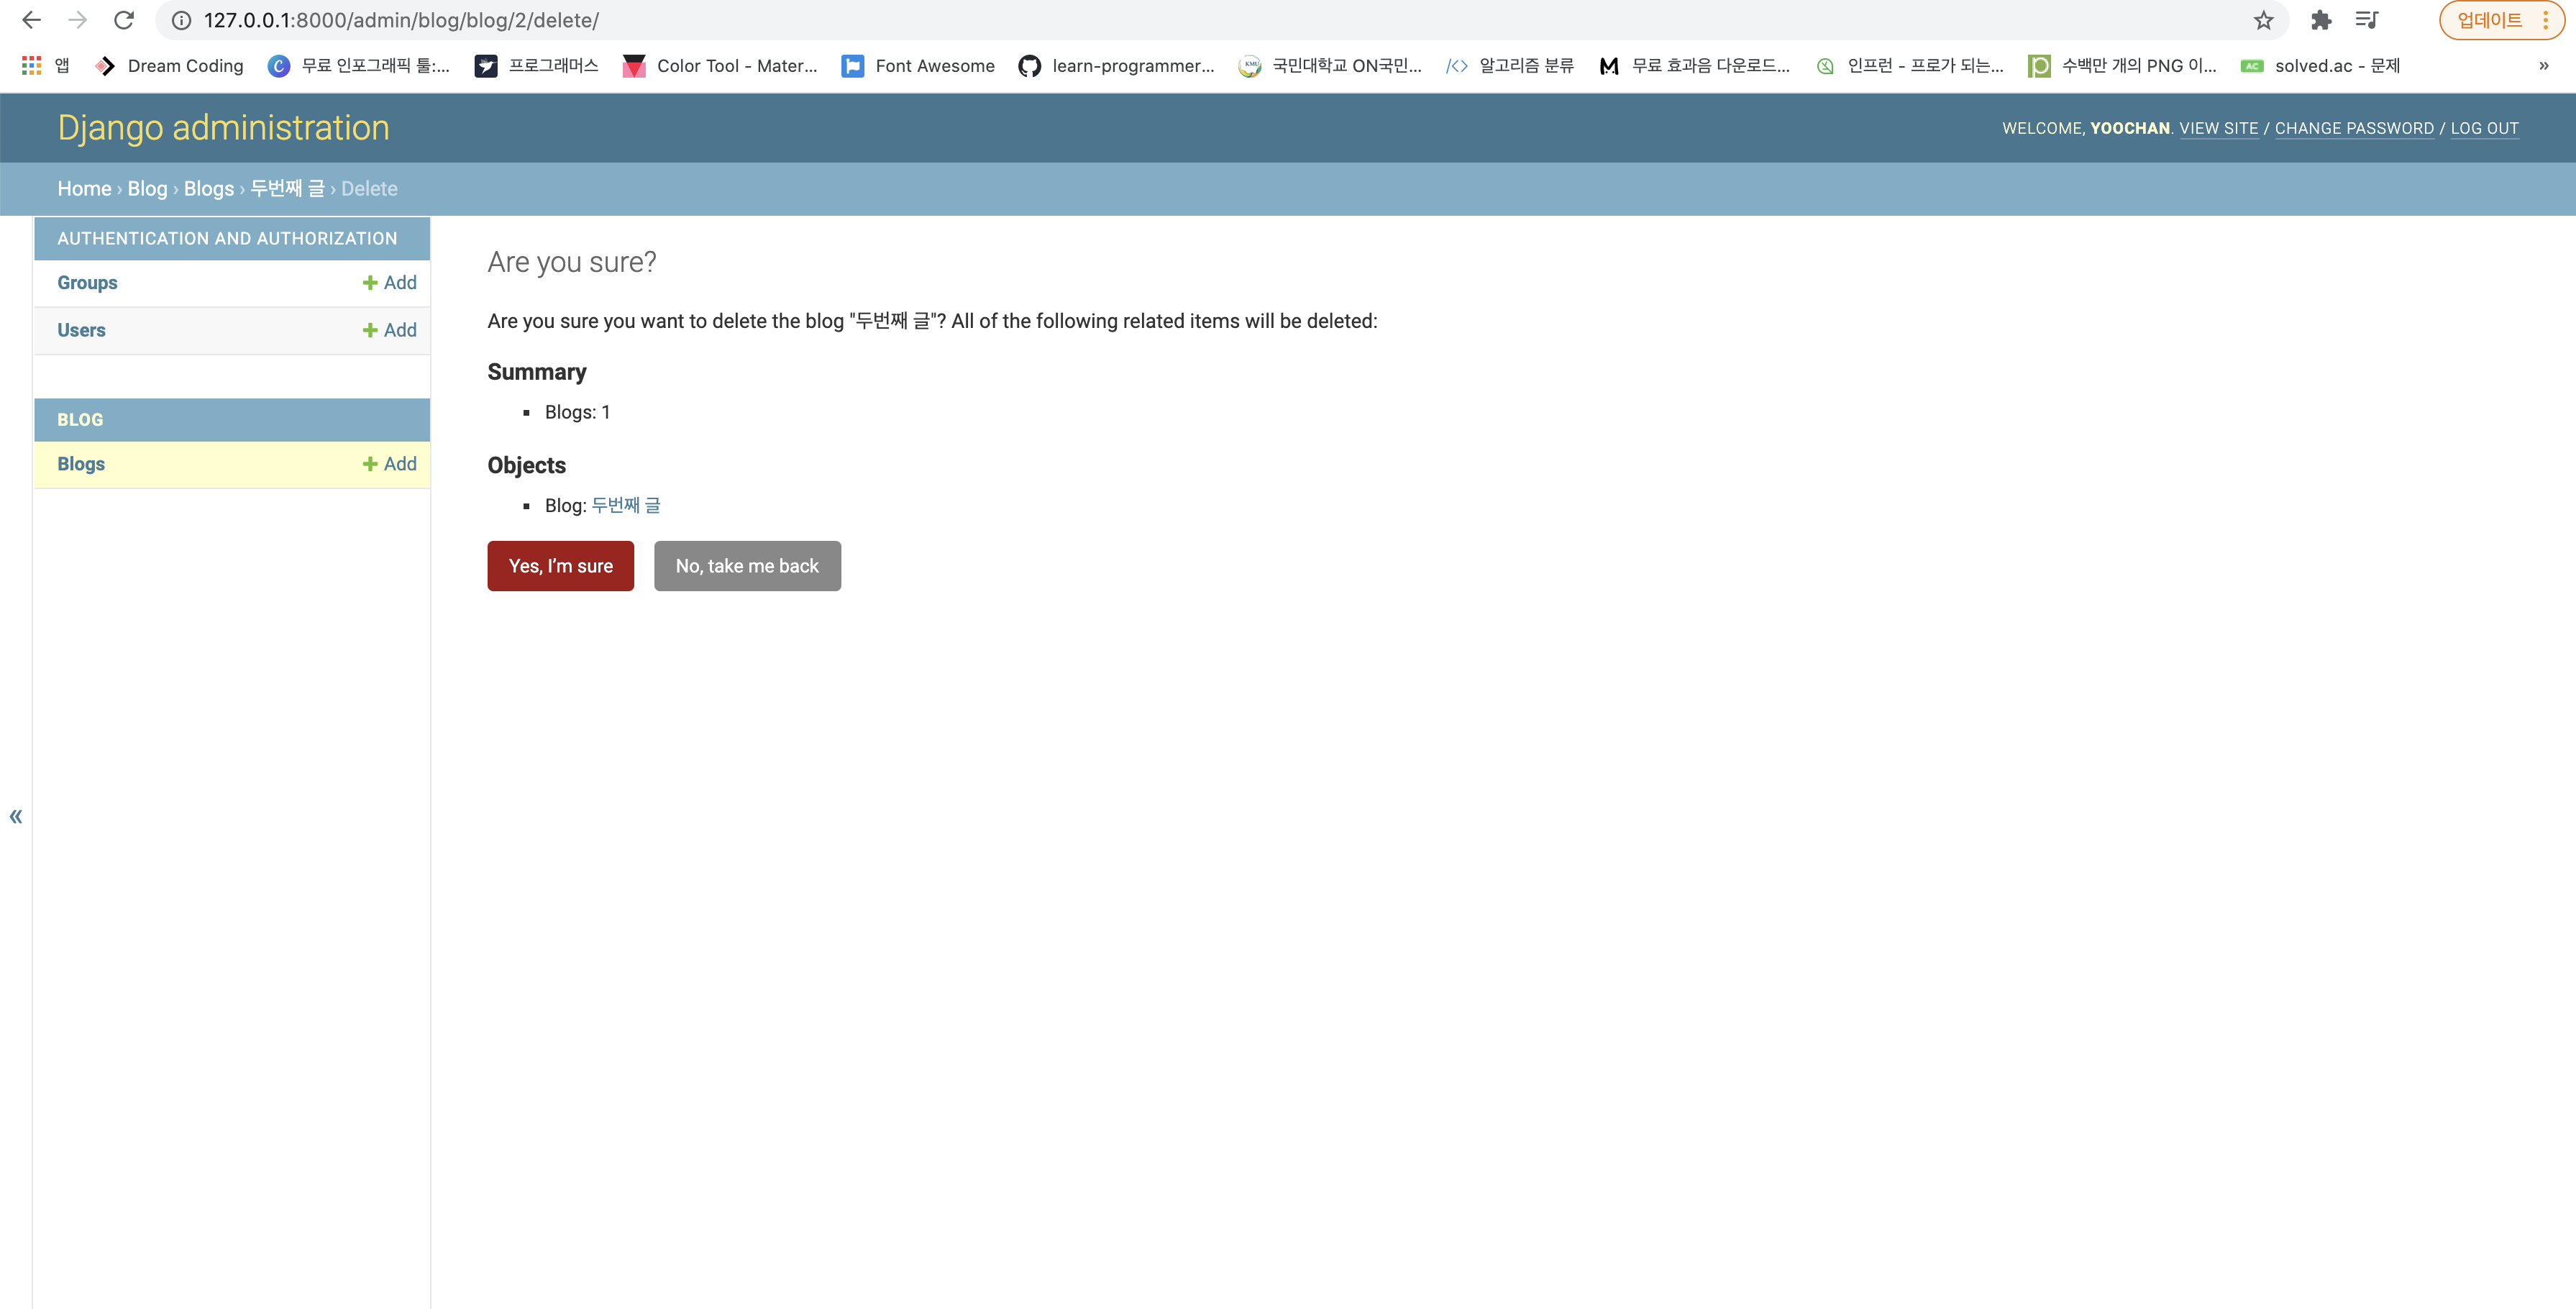 127.0.0.1:8000/admin/blog/blog/2/delete/
업데이트
앱 Dream Coding 무료 인포그래픽 툴:... 프로그래머스 Color Tool - Mater... Font Awesome learn-programmer... 국민대학교 ON국민... 알고리즘 분류 무료 효과음 다운로드... 인프런 - 프로가 되는... 수백만 개의 PNG 이... solved.ac - 문제 »
Django administration
WELCOME, YOOCHAN. VIEW SITE / CHANGE PASSWORD / LOG OUT
Home › Blog › Blogs › 두번째 글 › Delete
AUTHENTICATION AND AUTHORIZATION
Groups + Add
Users + Add
BLOG
Blogs + Add
«
Are you sure?
Are you sure you want to delete the blog "두번째 글"? All of the following related items will be deleted:
Summary
Blogs: 1
Objects
Blog: 두번째 글
Yes, I’m sure No, take me back